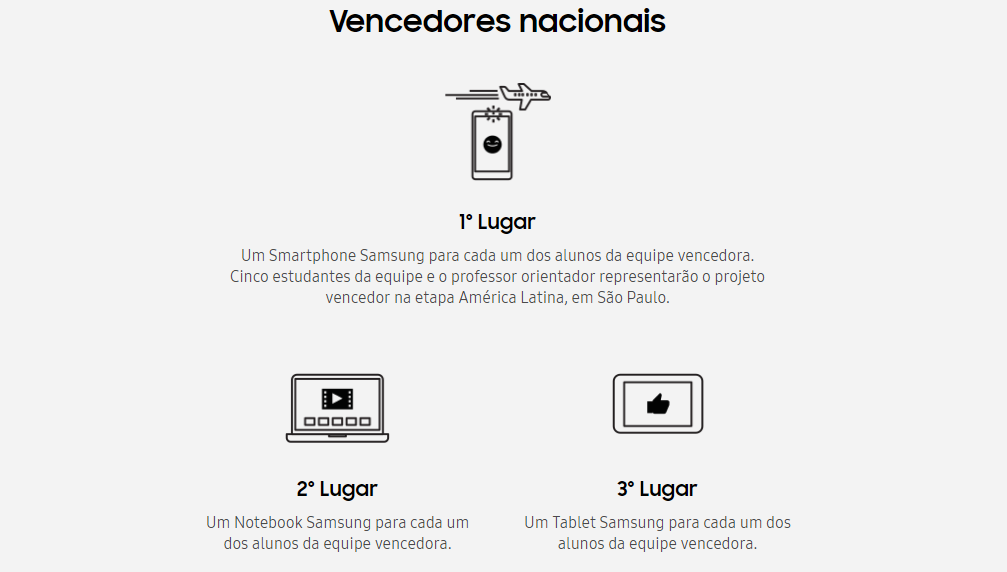 Vencedores nacionais
1° Lugar
Um Smartphone Samsung para cada um dos alunos da equipe vencedora.
Cinco estudantes da equipe e o professor orientador representarão o projeto
vencedor na etapa América Latina, em São Paulo.
2° Lugar
Um Notebook Samsung para cada um
dos alunos da equipe vencedora.
3° Lugar
Um Tablet Samsung para cada um dos
alunos da equipe vencedora.